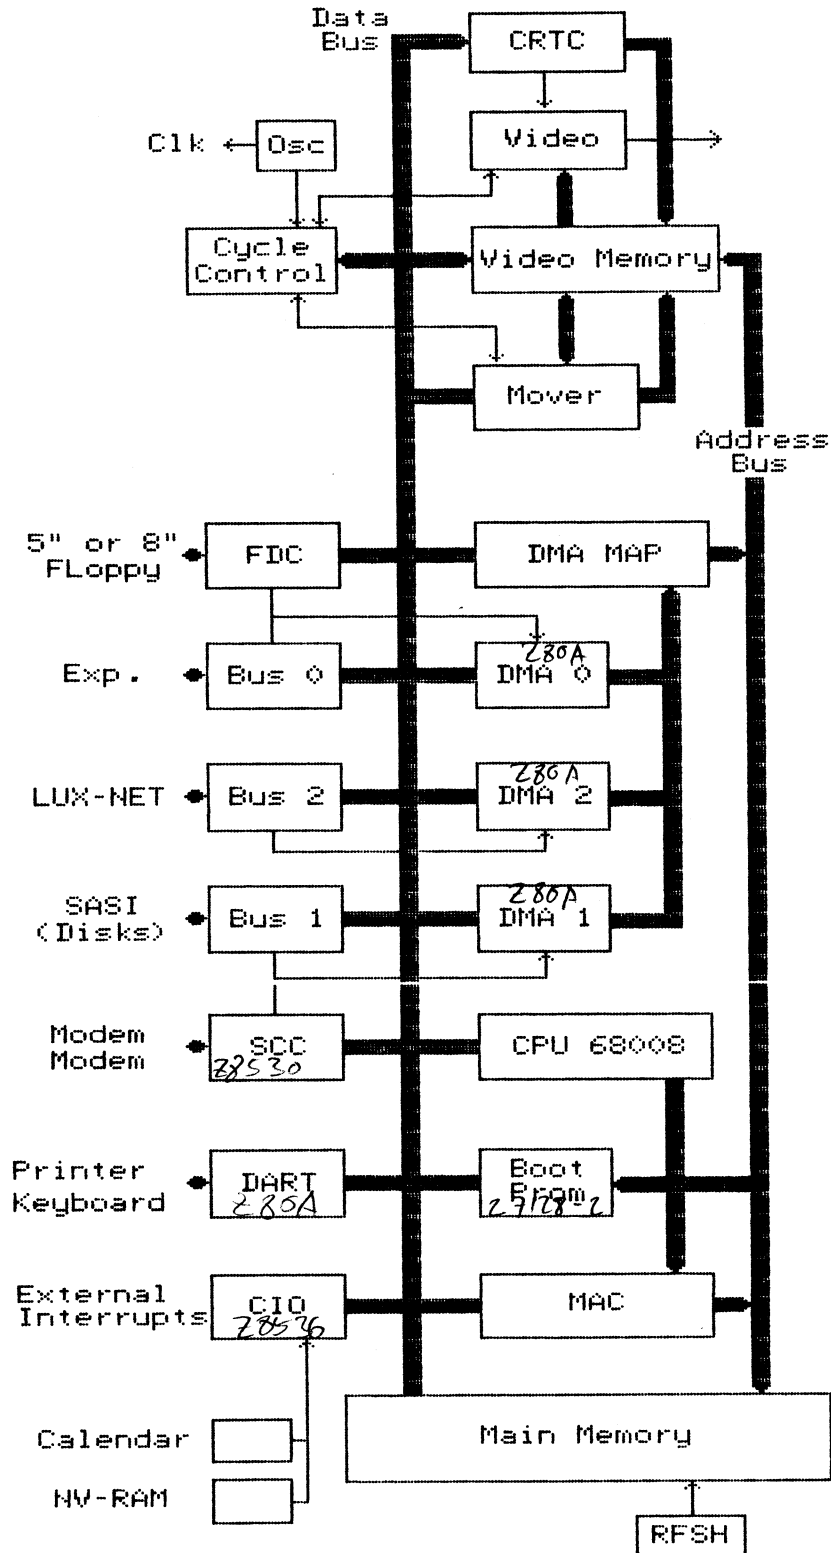 Data
Bus
CRTC
Clk
Osc
Video
Cycle
Control
Video Memory
Mover
Address
Bus
5" or 8"
FLoppy
FDC
DMA MAP
Exp.
Bus 0
Z80A
DMA 0
LUX-NET
Bus 2
Z80A
DMA 2
SASI
(Disks)
Bus 1
Z80A
DMA 1
Modem
Modem
SCC
Z8530
CPU 68008
Printer
Keyboard
DART
Z80A
Boot
Prom
27128-2
External
Interrupts
CIO
Z8536
MAC
Calendar
Main Memory
NV-RAM
RFSH